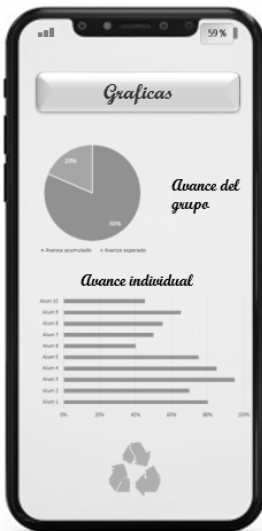 59 %
Graficas
20%
80%
Avance del
grupo
Avance acumulado Avance esperado
Avance individual
Alum 10
Alum 9
Alum 8
Alum 7
Alum 6
Alum 5
Alum 4
Alum 3
Alum 2
Alum 1
0% 20% 40% 60% 80% 100%